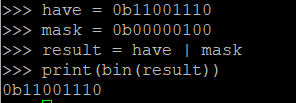 >>> have = 0b11001110
>>> mask = 0b00000100
>>> result = have | mask
>>> print(bin(result))
0b11001110